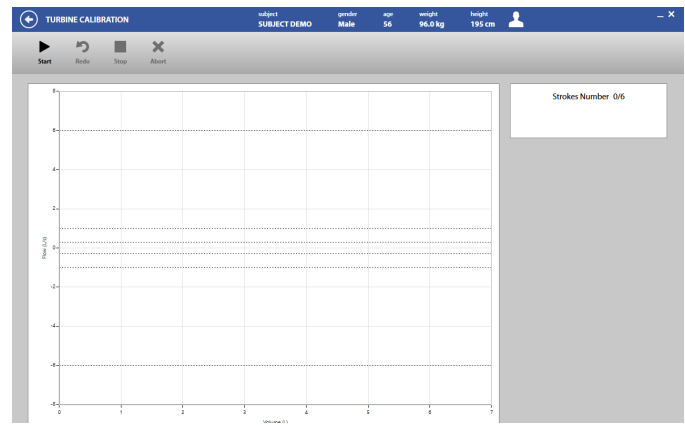 TURBINE CALIBRATION
subject gender age weight height
SUBJECT DEMO Male 56 96.0 kg 195 cm
Start Redo Stop Abort
Strokes Number 0/6
8
6
4
2
0
-2
-4
-6
-8
Flow (L/s)
0 1 2 3 4 5 6 7
Volume (L)